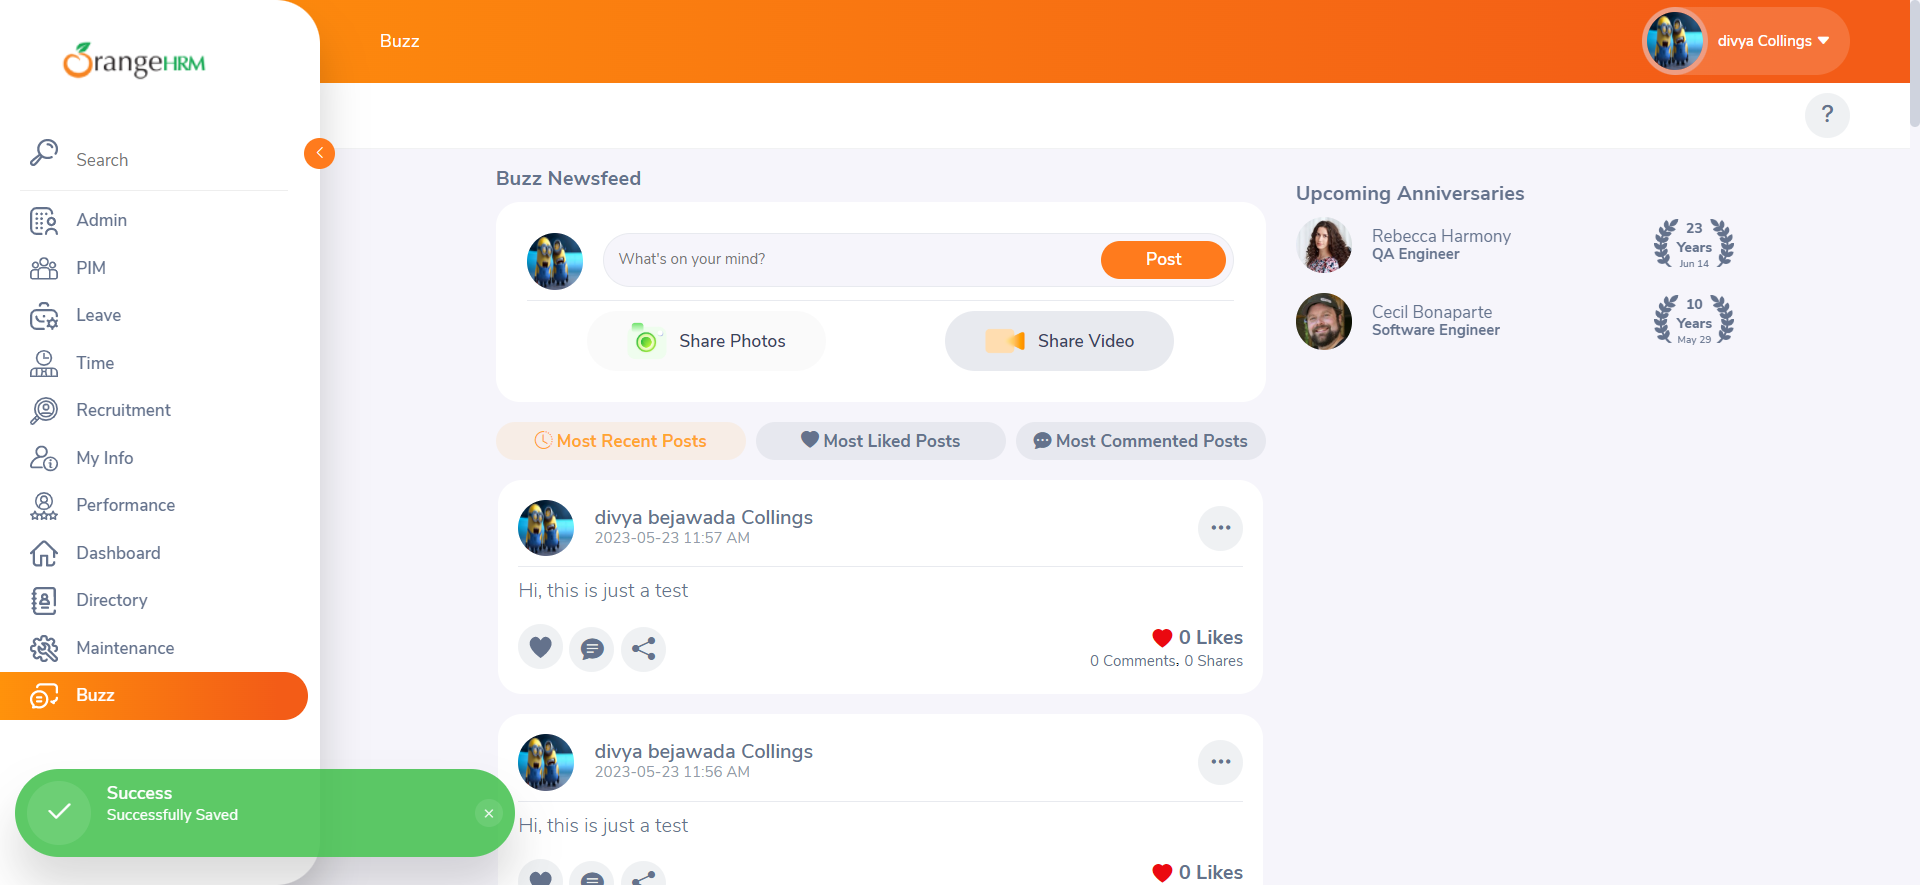 OrangeHRM
Search
Admin
PIM
Leave
Time
Recruitment
My Info
Performance
Dashboard
Directory
Maintenance
Buzz
Success
Successfully Saved
Buzz
divya Collings
?
Buzz Newsfeed
What's on your mind?
Post
Share Photos
Share Video
Most Recent Posts
Most Liked Posts
Most Commented Posts
divya bejawada Collings
2023-05-23 11:57 AM
Hi, this is just a test
0 Likes
0 Comments, 0 Shares
divya bejawada Collings
2023-05-23 11:56 AM
Hi, this is just a test
0 Likes
Upcoming Anniversaries
Rebecca Harmony
QA Engineer
23
Years
Jun 14
Cecil Bonaparte
Software Engineer
10
Years
May 29